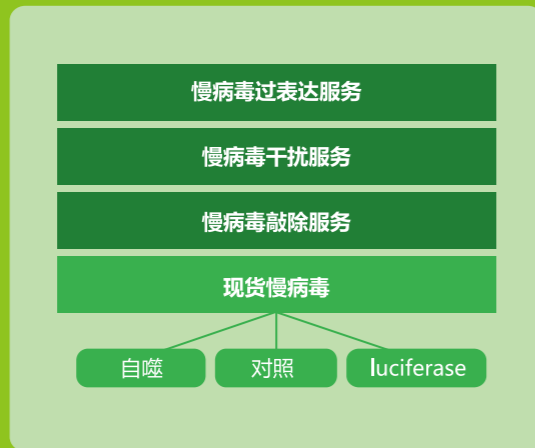 慢病毒过表达服务
慢病毒干扰服务
慢病毒敲除服务
现货慢病毒
自噬
对照
luciferase